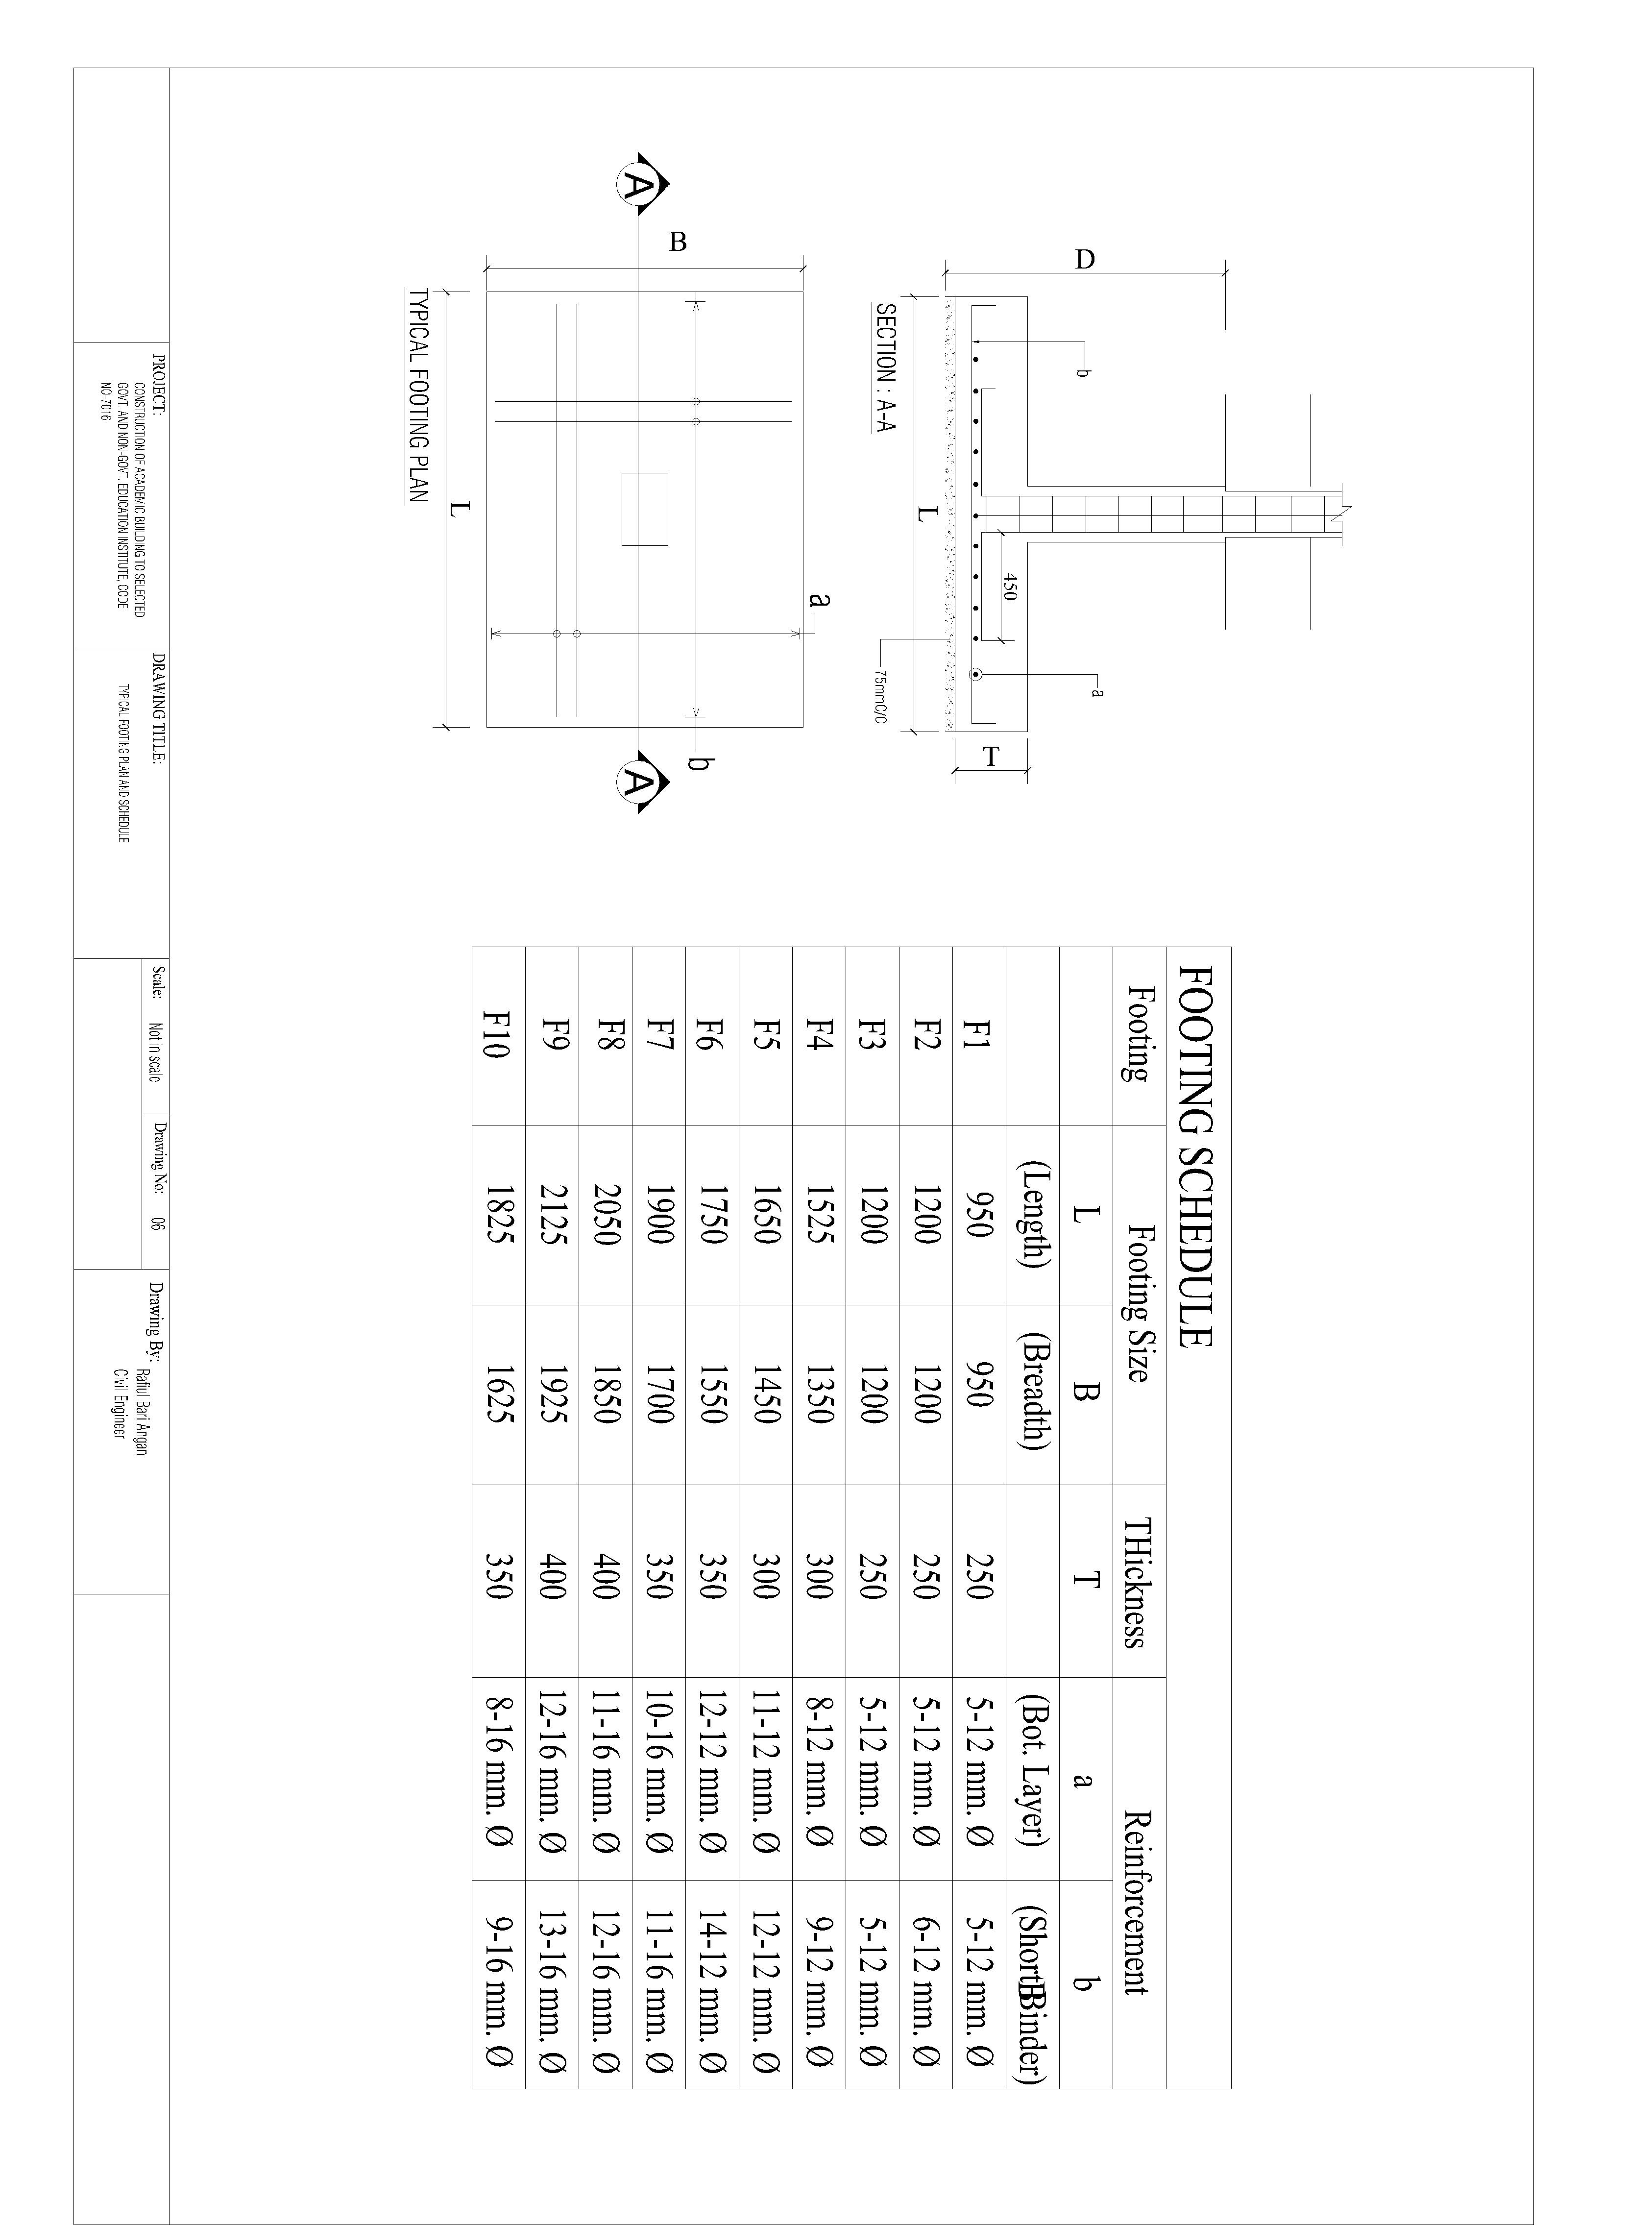 D
b
a
450
T
L
SECTION : A-A
75mmC/C
a
b
B
A
A
L
TYPICAL FOOTING PLAN
FOOTING SCHEDULE
Footing Footing Size THickness Reinforcement
L B T a b
(Length) (Breadth) (Bot. Layer) (Short Binder)
B
F1 950 950 250 5-12 mm. Ø 5-12 mm. Ø
F2 1200 1200 250 5-12 mm. Ø 6-12 mm. Ø
F3 1200 1200 250 5-12 mm. Ø 5-12 mm. Ø
F4 1525 1350 300 8-12 mm. Ø 9-12 mm. Ø
F5 1650 1450 300 11-12 mm. Ø 12-12 mm. Ø
F6 1750 1550 350 12-12 mm. Ø 14-12 mm. Ø
F7 1900 1700 350 10-16 mm. Ø 11-16 mm. Ø
F8 2050 1850 400 11-16 mm. Ø 12-16 mm. Ø
F9 2125 1925 400 12-16 mm. Ø 13-16 mm. Ø
F10 1825 1625 350 8-16 mm. Ø 9-16 mm. Ø
PROJECT:
CONSTRUCTION OF ACADEMIC BUILDING TO SELECTED
GOVT. AND NON-GOVT. EDUCATION INSTITUTE, CODE
NO-7016
DRAWING TITLE:
TYPICAL FOOTING PLAN AND SCHEDULE
Scale: Not in scale
Drawing No: 06
Drawing By: Rafiul Bari Angan
Civil Engineer